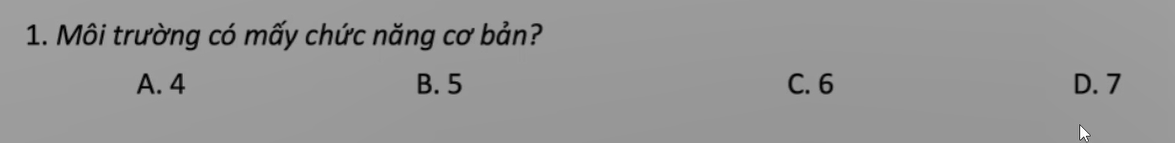 1. Môi trường có mấy chức năng cơ bản?
A. 4 B. 5 C. 6 D. 7